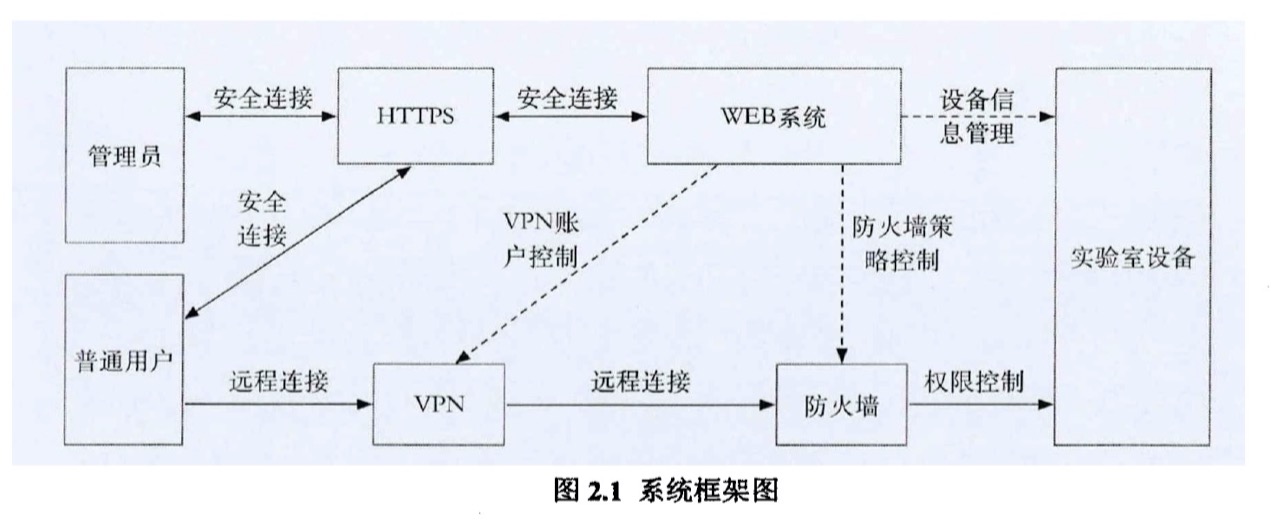 安全连接
安全连接
设备信
息管理
管理员
HTTPS
WEB系统
安全
连接
VPN账
户控制
防火墙策
略控制
实验室设备
普通用户
远程连接
VPN
远程连接
防火墙
权限控制
图 2.1 系统框架图